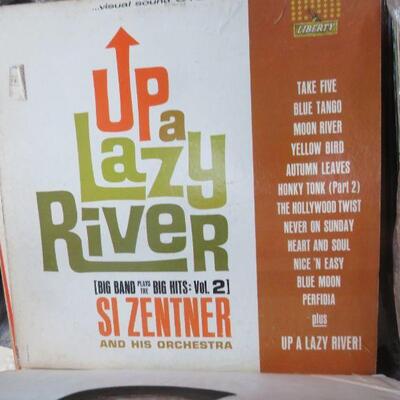 ...visual sound
LIBERTY
UP a
Lazy
River
[BIG BAND PLAYS THE BIG HITS: Vol. 2]
SI ZENTNER
AND HIS ORCHESTRA
TAKE FIVE
BLUE TANGO
MOON RIVER
YELLOW BIRD
AUTUMN LEAVES
HONKY TONK (Part 2)
THE HOLLYWOOD TWIST
NEVER ON SUNDAY
HEART AND SOUL
NICE 'N EASY
BLUE MOON
PERFIDIA
plus
UP A LAZY RIVER!